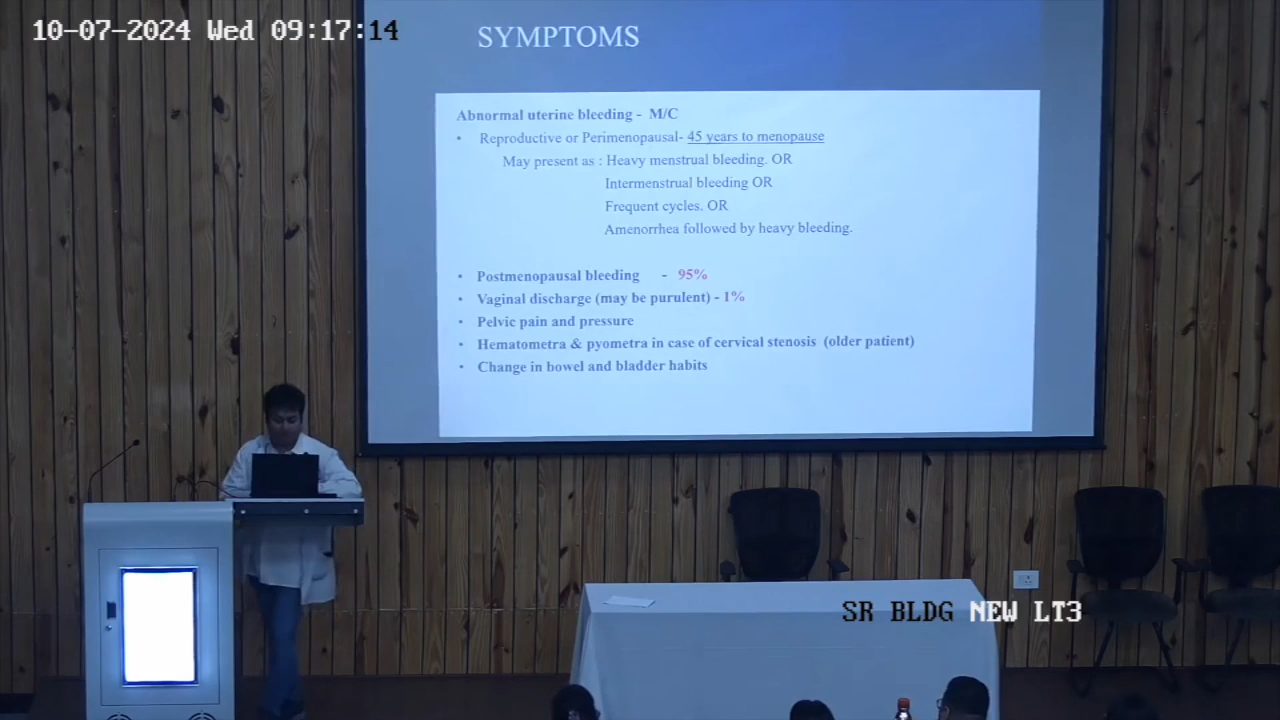 10-07-2024 Wed 09:17:14
SYMPTOMS
Abnormal uterine bleeding - M/C
• Reproductive or Perimenopausal- 45 years to menopause
May present as : Heavy menstrual bleeding. OR
Intermenstrual bleeding OR
Frequent cycles. OR
Amenorrhea followed by heavy bleeding.
• Postmenopausal bleeding - 95%
• Vaginal discharge (may be purulent) - 1%
• Pelvic pain and pressure
• Hematometra & pyometra in case of cervical stenosis (older patient)
• Change in bowel and bladder habits
SR BLDG NEW LT3